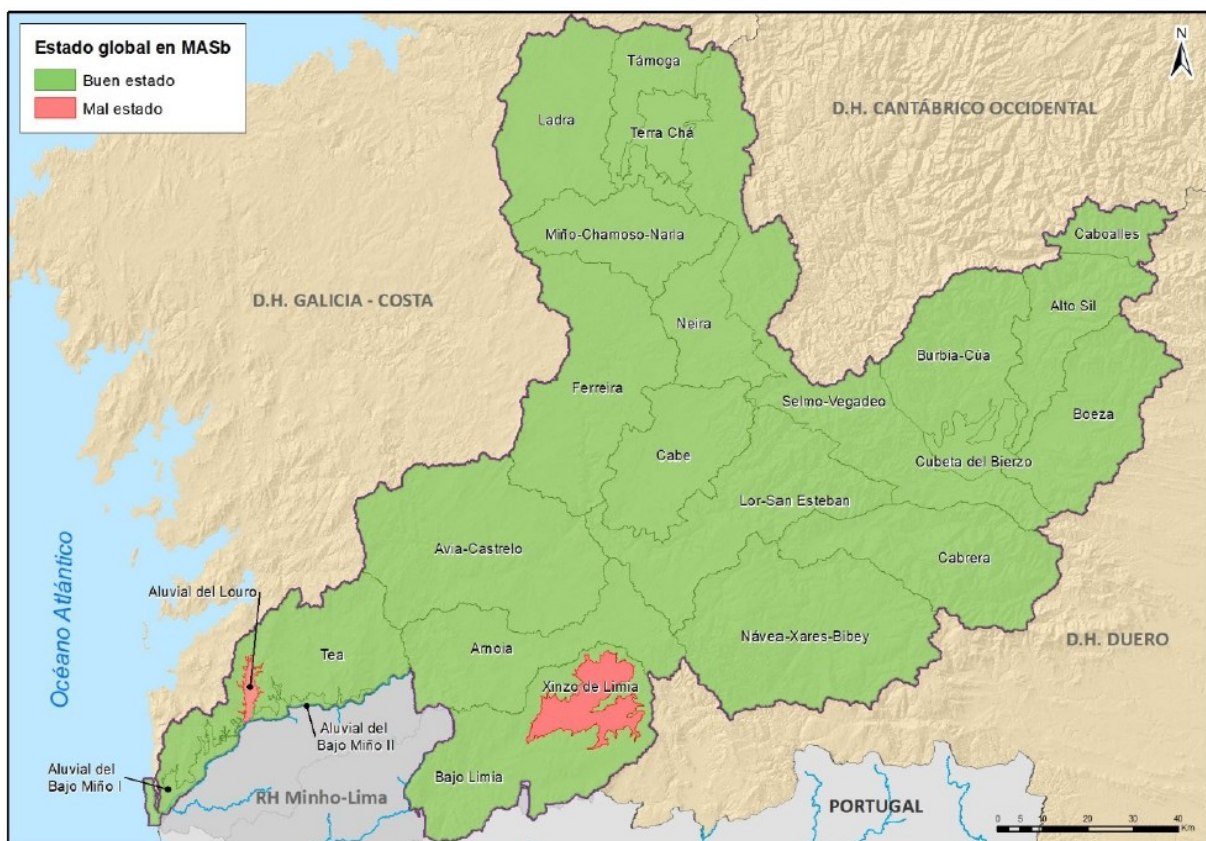 Estado global en MASb
Buen estado
Mal estado
N
Támoga
D.H. CANTÁBRICO OCCIDENTAL
Ladra
Terra Chá
Miño-Chamoso-Narla
Caboalles
D.H. GALICIA - COSTA
Alto Sil
Neira
Burbia-Cúa
Ferreira
Selmo-Vegadeo
Boeza
Cabe
Cubeta del Bierzo
Lor-San Esteban
Avia-Castrelo
Cabrera
Océano Atlántico
Aluvial del Louro
Návea-Xares-Bibey
D.H. DUERO
Tea
Arnoia
Xinzo de Limia
Aluvial del
Bajo Miño II
Aluvial del
Bajo Miño I
Bajo Limia
RH Minho-Lima
PORTUGAL
0 5 10 20 30 40
Km